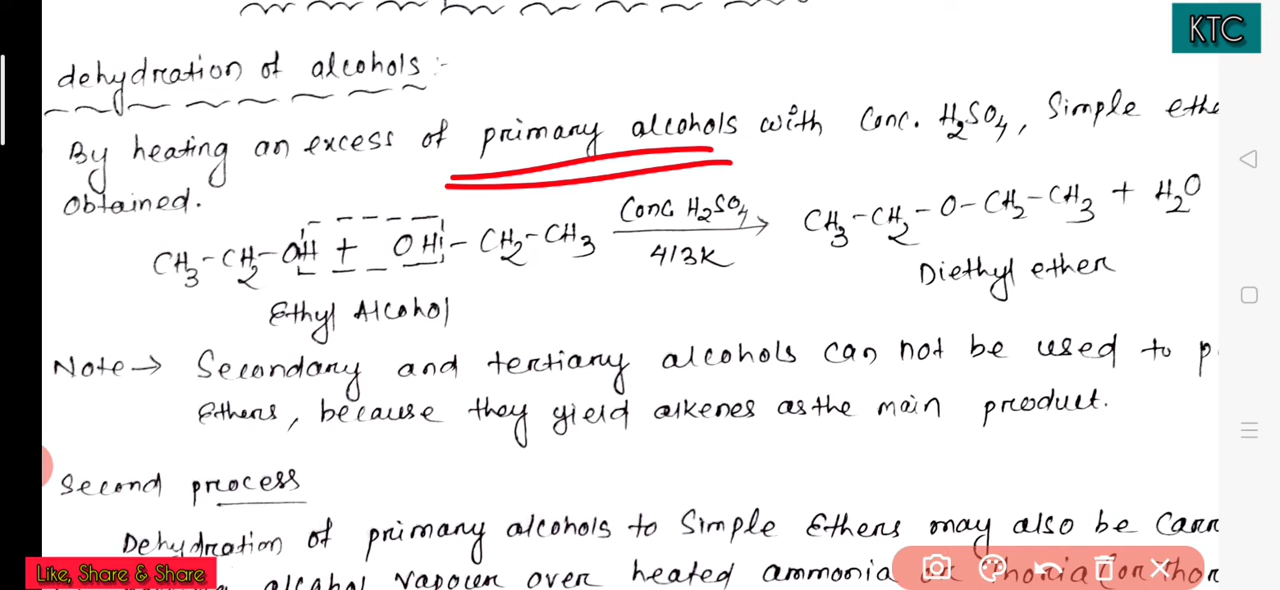 KTC
dehydration of alcohols :-
By heating an excess of primary alcohols with Conc. H2SO4, Simple ethe
Obtained.
CH3-CH2-OH + OH-CH2-CH3 Conc H2SO4 413K CH3-CH2-O-CH2-CH3 + H2O
Ethyl Alcohol Diethyl ether
Note → Secondary and tertiary alcohols can not be used to p
Ethers, because they yield alkenes as the main product.
Second process
Dehydration of primary alcohols to Simple Ethers may also be Carr
alcohol vapour over heated ammonia
Like, Share & Share